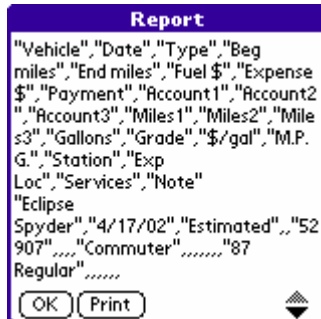 Report
"Vehicle","Date","Type","Beg
miles","End miles","Fuel $","Expense
$","Payment","Account1","Account2
","Account3","Miles1","Miles2","Mile
s3","Gallons","Grade","$/gal","M.P.
G.","Station","Exp
Loc","Services","Note"
"Eclipse
Spyder","4/17/02","Estimated",,"52
907",,,,"Commuter",,,,,,,"87
Regular",,,,,,
OK Print